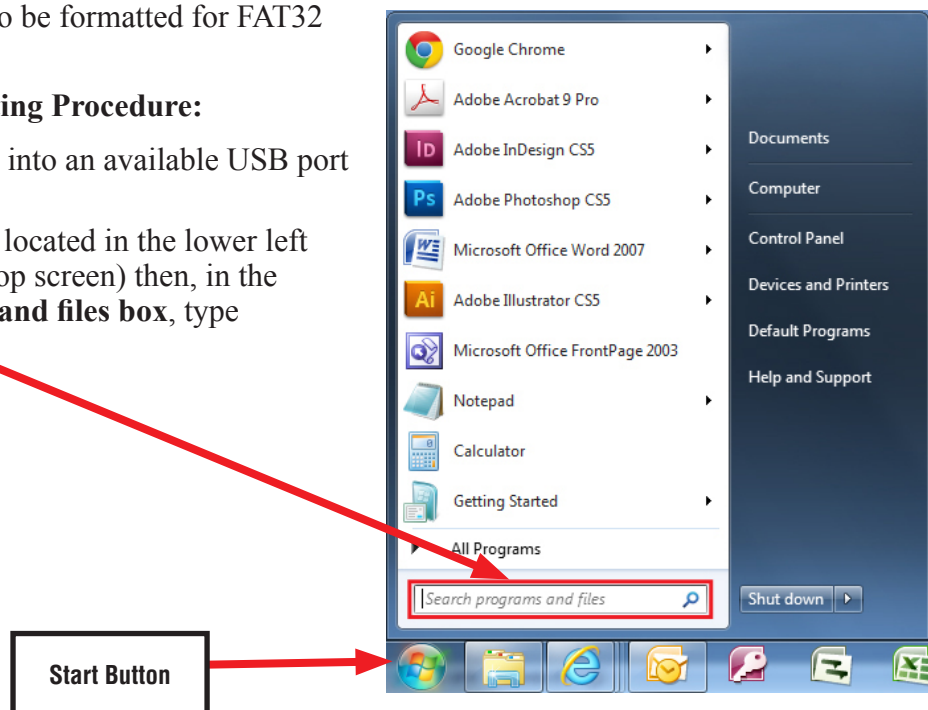 o be formatted for FAT32
ing Procedure:
into an available USB port
located in the lower left
op screen) then, in the
and files box, type
Google Chrome
Adobe Acrobat 9 Pro
Adobe InDesign CS5
Adobe Photoshop CS5
Microsoft Office Word 2007
Adobe Illustrator CS5
Microsoft Office FrontPage 2003
Notepad
Calculator
Getting Started
All Programs
Search programs and files
Documents
Computer
Control Panel
Devices and Printers
Default Programs
Help and Support
Shut down
Start Button